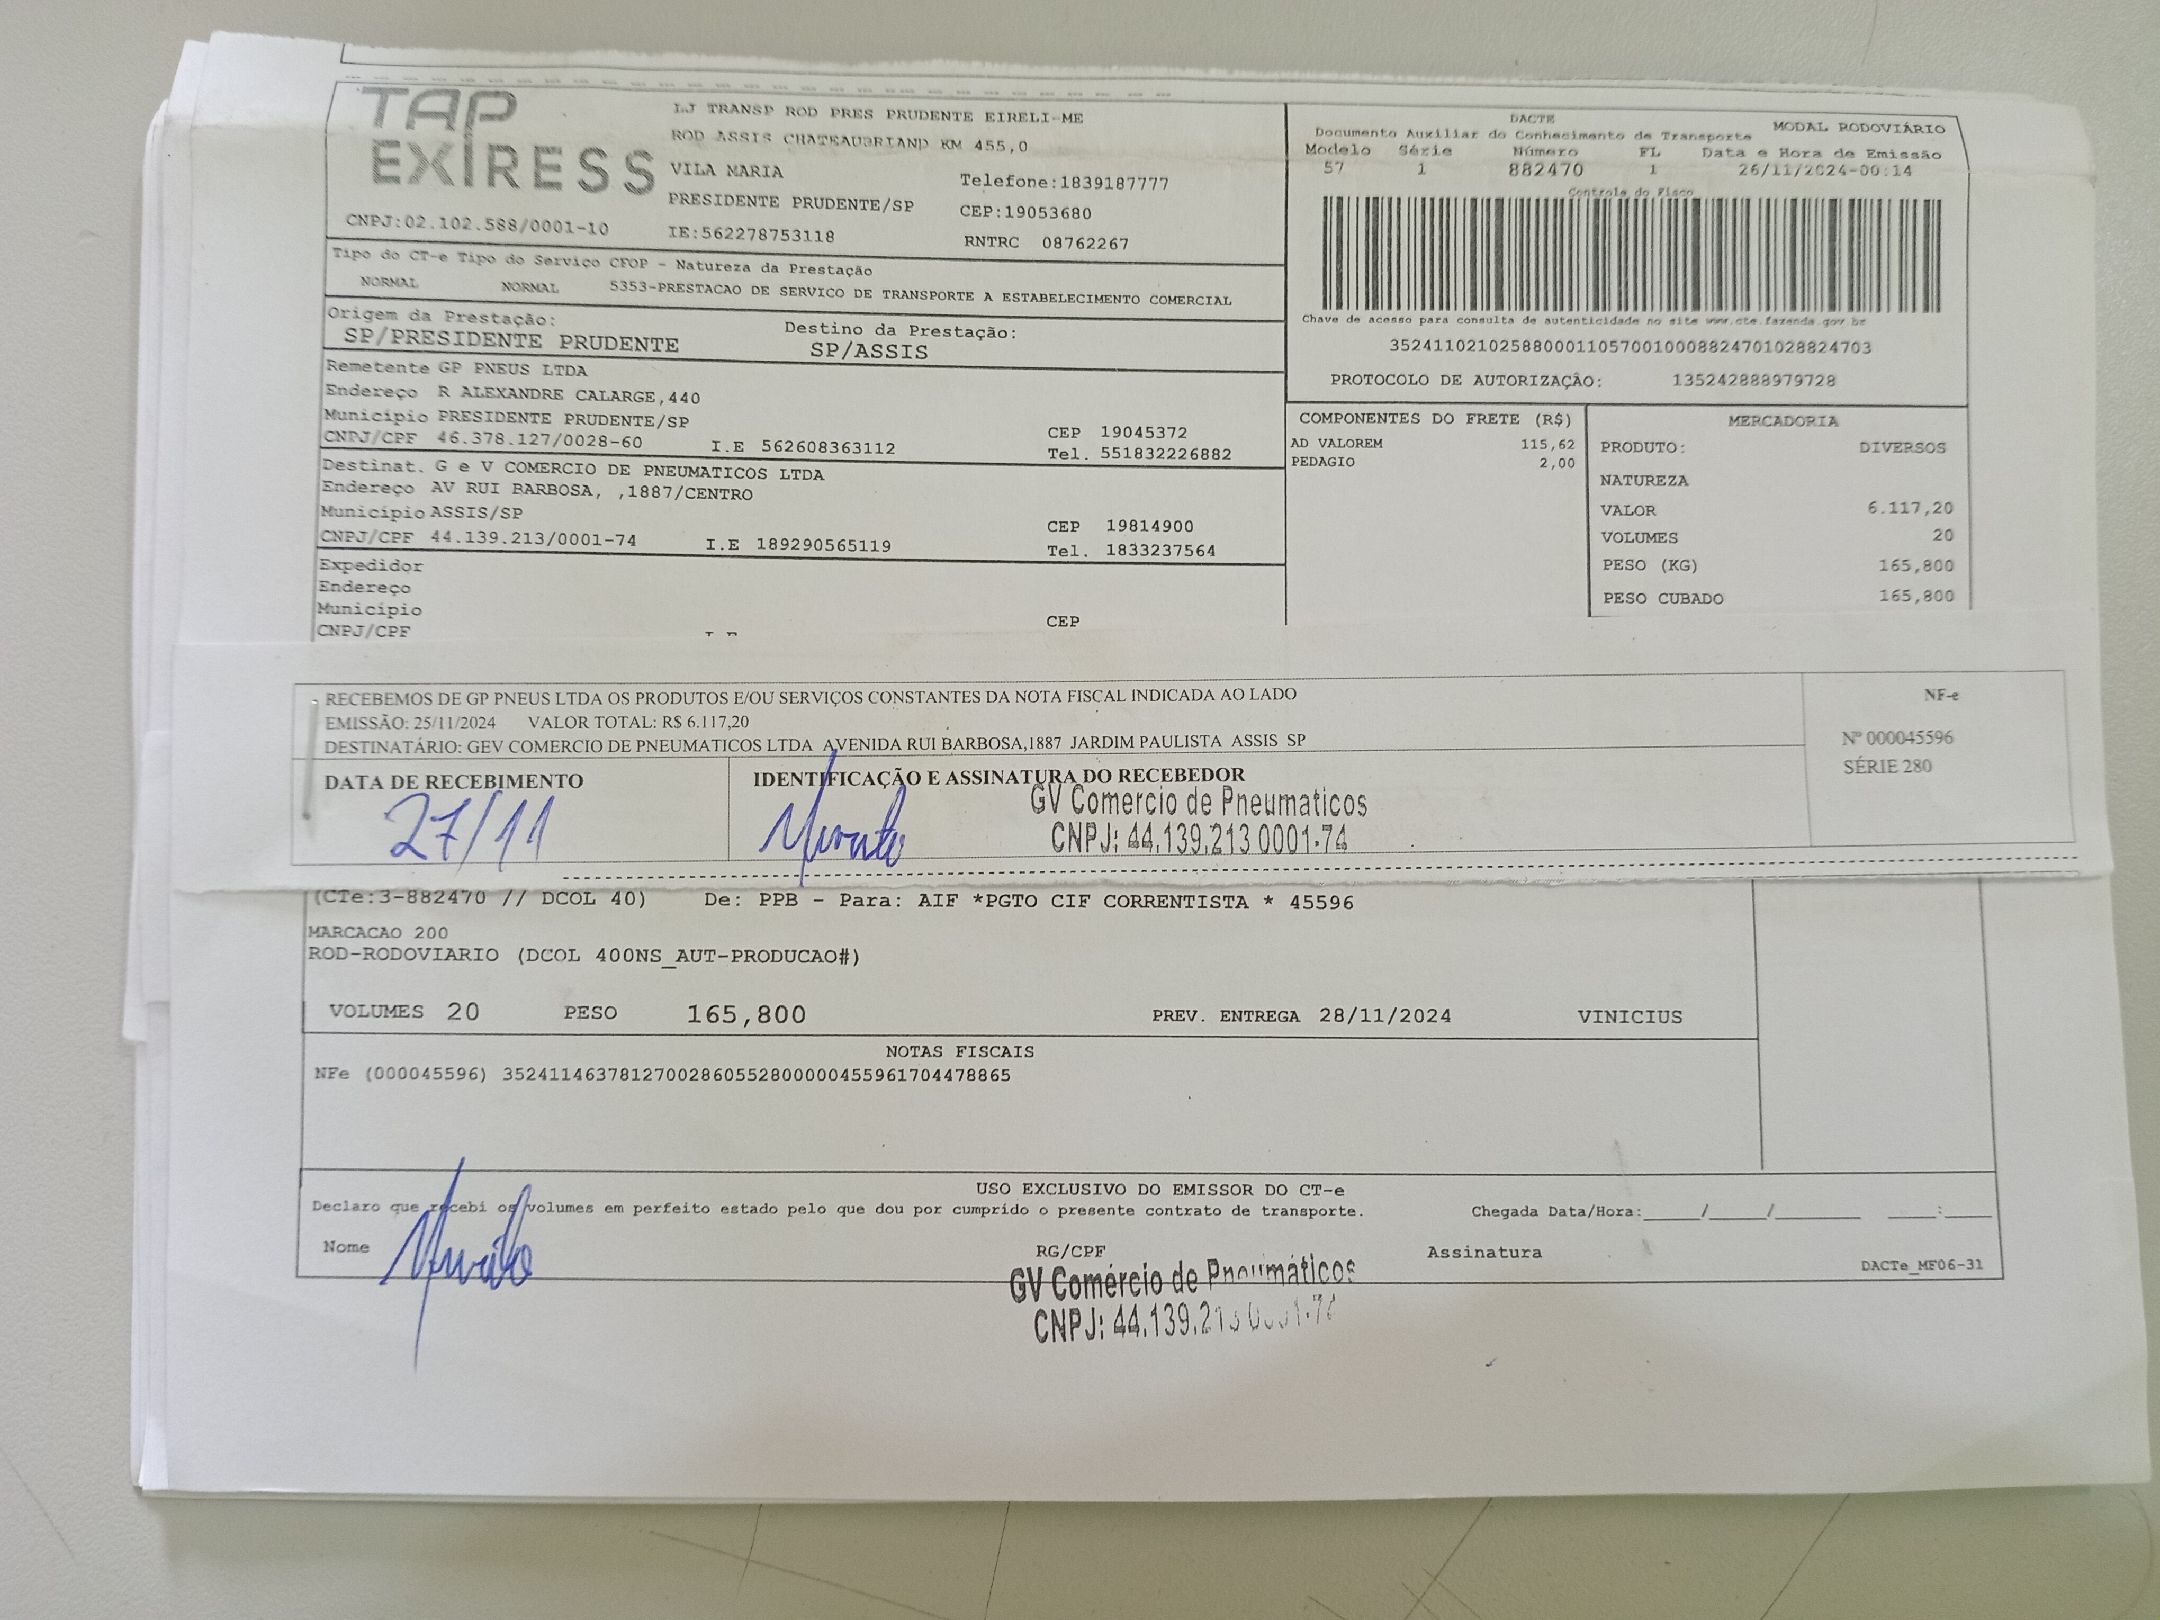 TAP
EXPRESS
CNPJ:02.102.588/0001-10
LJ TRANSP ROD PRES PRUDENTE EIRELI-ME
ROD ASSIS CHATEAUBRIAND KM 455,0
VILA MARIA
Telefone:1839187777
PRESIDENTE PRUDENTE/SP
CEP:19053680
IE:562278753118
RNTRC 08762267
DACTE
Documento Auxiliar do Conhecimento de Transporte
MODAL RODOVIÁRIO
Modelo Série Número FL Data e Hora de Emissão
57 1 882470 1 26/11/2024-00:14
Controle do Fisco
Chave de acesso para consulta de autenticidade no site www.cte.fazenda.gov.br
35241102102588000110570010008824701028824703
PROTOCOLO DE AUTORIZAÇÃO: 135242888979728
Tipo do CT-e Tipo do Serviço CFOP - Natureza da Prestação
NORMAL NORMAL 5353-PRESTACAO DE SERVICO DE TRANSPORTE A ESTABELECIMENTO COMERCIAL
Origem da Prestação: Destino da Prestação:
SP/PRESIDENTE PRUDENTE SP/ASSIS
Remetente GP PNEUS LTDA
Endereço R ALEXANDRE CALARGE,440
Município PRESIDENTE PRUDENTE/SP CEP 19045372
CNPJ/CPF 46.378.127/0028-60 I.E 562608363112 Tel. 551832226882
Destinat. G e V COMERCIO DE PNEUMATICOS LTDA
Endereço AV RUI BARBOSA, ,1887/CENTRO
Município ASSIS/SP CEP 19814900
CNPJ/CPF 44.139.213/0001-74 I.E 189290565119 Tel. 1833237564
Expedidor
Endereço
Município CEP
CNPJ/CPF
COMPONENTES DO FRETE (R$)
AD VALOREM 115,62
PEDAGIO 2,00
MERCADORIA
PRODUTO: DIVERSOS
NATUREZA
VALOR 6.117,20
VOLUMES 20
PESO (KG) 165,800
PESO CUBADO 165,800
RECEBEMOS DE GP PNEUS LTDA OS PRODUTOS E/OU SERVIÇOS CONSTANTES DA NOTA FISCAL INDICADA AO LADO
EMISSÃO: 25/11/2024 VALOR TOTAL: R$ 6.117,20
DESTINATÁRIO: GEV COMERCIO DE PNEUMATICOS LTDA AVENIDA RUI BARBOSA,1887 JARDIM PAULISTA ASSIS SP
NF-e
Nº 000045596
SÉRIE 280
DATA DE RECEBIMENTO
27/11
IDENTIFICAÇÃO E ASSINATURA DO RECEBEDOR
GV Comercio de Pneumaticos
CNPJ: 44.139.213 0001-74
(CTe:3-882470 // DCOL 40) De: PPB - Para: AIF *PGTO CIF CORRENTISTA * 45596
MARCACAO 200
ROD-RODOVIARIO (DCOL 400NS_AUT-PRODUCAO#)
VOLUMES 20 PESO 165,800 PREV. ENTREGA 28/11/2024 VINICIUS
NOTAS FISCAIS
NFe (000045596) 35241146378127002860552800000455961704478865
USO EXCLUSIVO DO EMISSOR DO CT-e
Declaro que recebi os volumes em perfeito estado pelo que dou por cumprido o presente contrato de transporte. Chegada Data/Hora:____/____/______ ____:____
Nome RG/CPF Assinatura
DACTe_MF06-31
GV Comércio de Pneumáticos
CNPJ: 44.139.213 0001-74